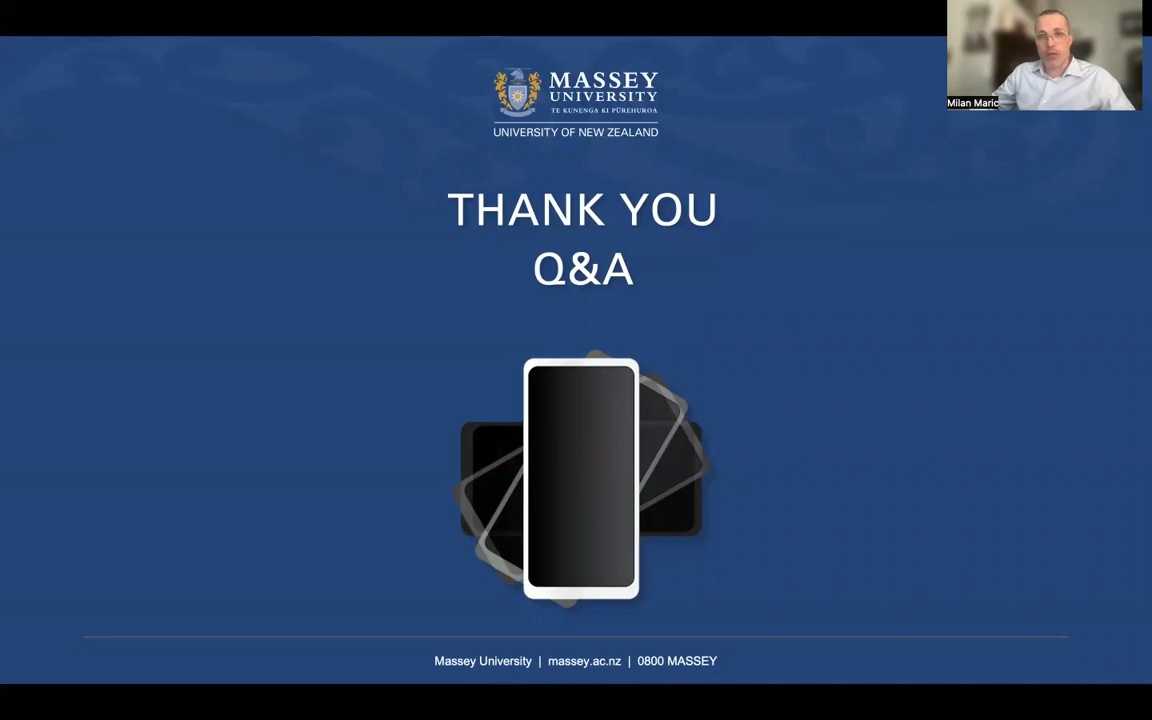 MASSEY
UNIVERSITY
TE KUNENGA KI PŪREHUROA
UNIVERSITY OF NEW ZEALAND
Milan Maric
THANK YOU
Q&A
Massey University | massey.ac.nz | 0800 MASSEY